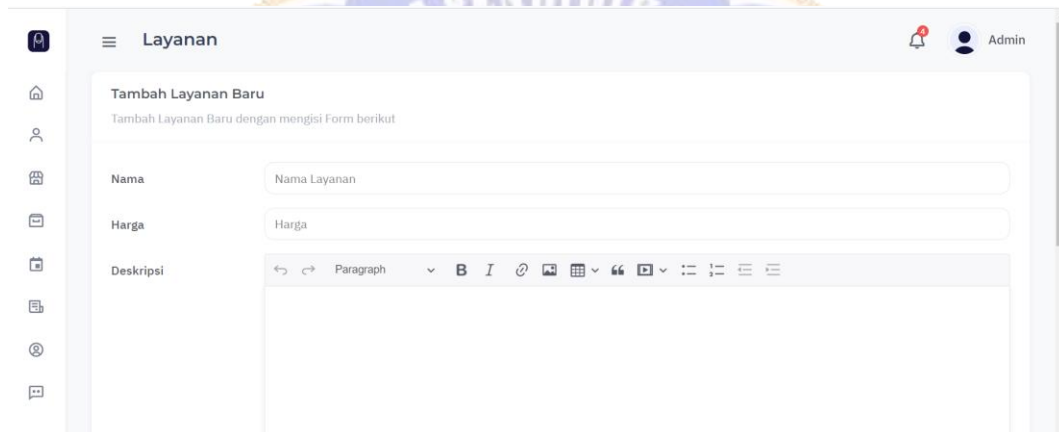 Layanan
4
Admin
Tambah Layanan Baru
Tambah Layanan Baru dengan mengisi Form berikut
Nama
Nama Layanan
Harga
Harga
Deskripsi
Paragraph
B I